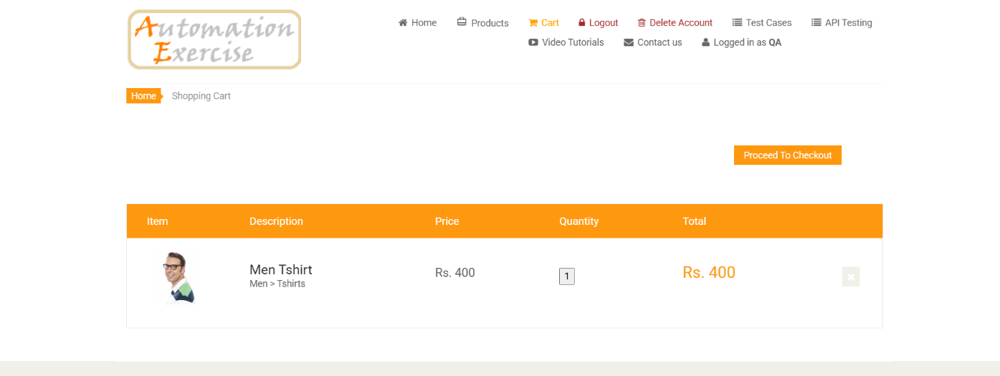 Automation
Exercise
Home Products Cart Logout Delete Account Test Cases API Testing
Video Tutorials Contact us Logged in as QA
Home Shopping Cart
Proceed To Checkout
Item Description Price Quantity Total
Men Tshirt Rs. 400 1 Rs. 400
Men > Tshirts